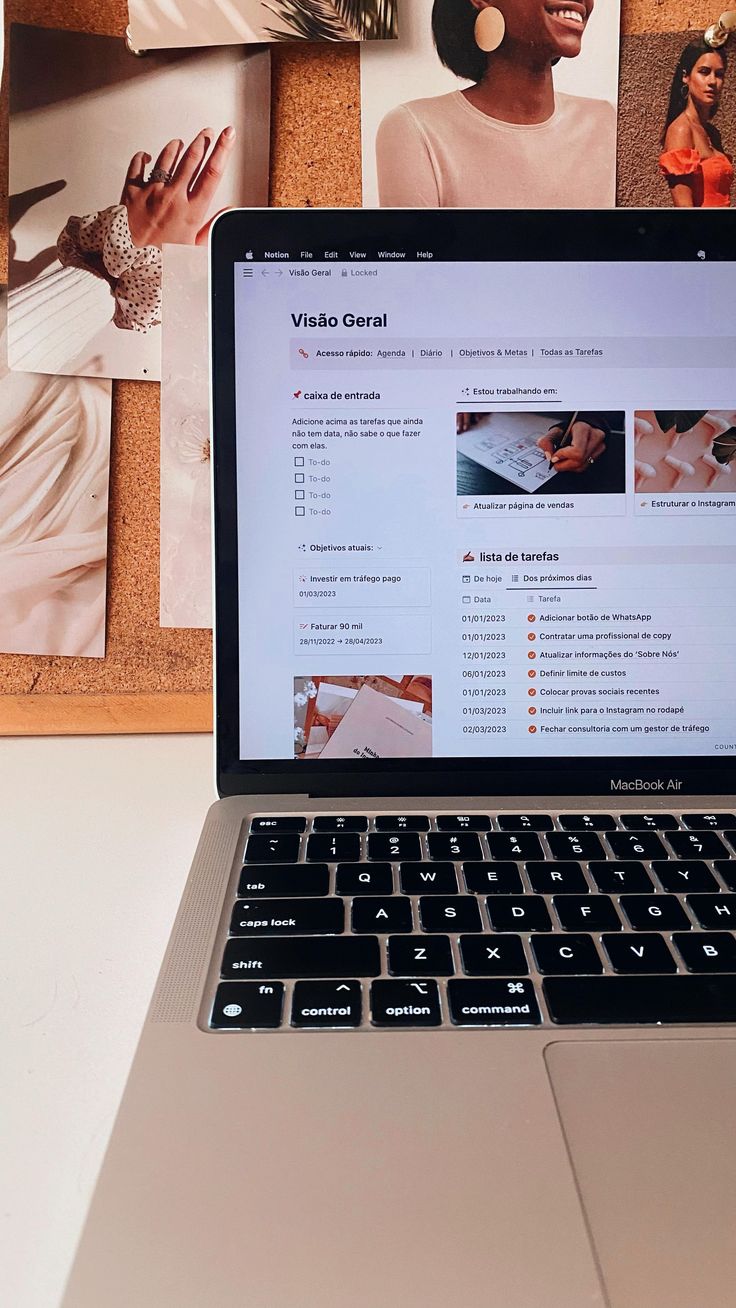 Notion File Edit View Window Help
Visão Geral Locked
Visão Geral
Acesso rápido: Agenda | Diário | Objetivos & Metas | Todas as Tarefas
caixa de entrada
Adicione acima as tarefas que ainda
não tem data, não sabe o que fazer
com elas.
To-do
To-do
To-do
To-do
Objetivos atuais:
Investir em tráfego pago
01/03/2023
Faturar 90 mil
28/11/2022 → 28/04/2023
Estou trabalhando em:
Atualizar página de vendas
Estruturar o Instagram
lista de tarefas
De hoje Dos próximos dias
Data Tarefa
01/01/2023 Adicionar botão de WhatsApp
01/01/2023 Contratar uma profissional de copy
12/01/2023 Atualizar informações do ‘Sobre Nós’
06/01/2023 Definir limite de custos
01/01/2023 Colocar provas sociais recentes
01/03/2023 Incluir link para o Instagram no rodapé
02/03/2023 Fechar consultoria com um gestor de tráfego
COUNT
MacBook Air
esc F1 F2 F3 F4 F5 F6 F7
~ ! @ # $ % ^ &
` 1 2 3 4 5 6 7
tab Q W E R T Y
caps lock A S D F G H
shift Z X C V B
fn ^ ⌥ ⌘
control option command